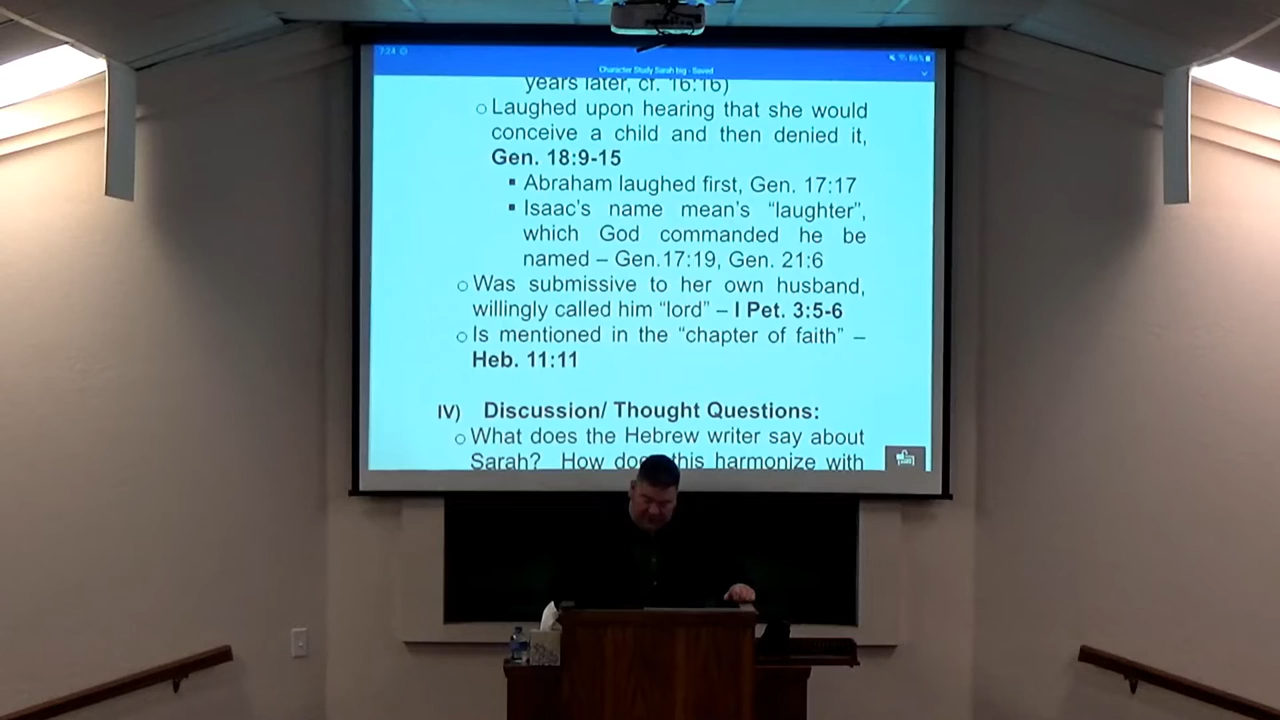 7:24
66%
Character Study Sarah big - Saved
years later, cf. 16:16)
○ Laughed upon hearing that she would
conceive a child and then denied it,
Gen. 18:9-15
▪ Abraham laughed first, Gen. 17:17
▪ Isaac's name mean's “laughter”,
which God commanded he be
named – Gen.17:19, Gen. 21:6
○ Was submissive to her own husband,
willingly called him “lord” – I Pet. 3:5-6
○ Is mentioned in the “chapter of faith” –
Heb. 11:11
IV) Discussion/ Thought Questions:
○ What does the Hebrew writer say about
Sarah? How does this harmonize with